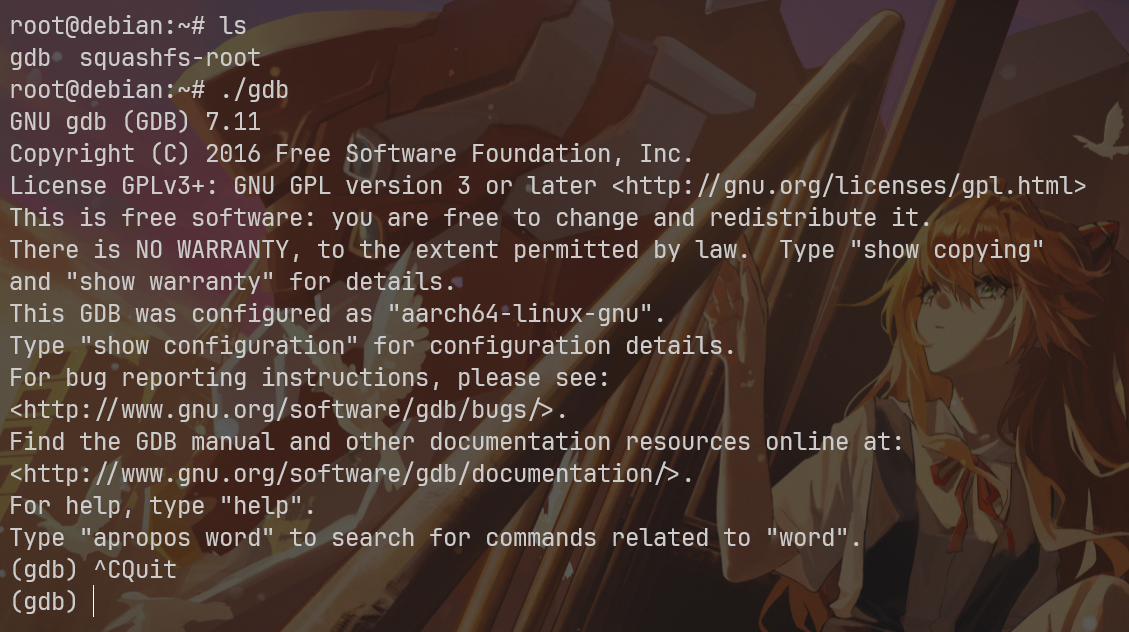 root@debian:~# ls
gdb  squashfs-root
root@debian:~# ./gdb
GNU gdb (GDB) 7.11
Copyright (C) 2016 Free Software Foundation, Inc.
License GPLv3+: GNU GPL version 3 or later <http://gnu.org/licenses/gpl.html>
This is free software: you are free to change and redistribute it.
There is NO WARRANTY, to the extent permitted by law.  Type "show copying"
and "show warranty" for details.
This GDB was configured as "aarch64-linux-gnu".
Type "show configuration" for configuration details.
For bug reporting instructions, please see:
<http://www.gnu.org/software/gdb/bugs/>.
Find the GDB manual and other documentation resources online at:
<http://www.gnu.org/software/gdb/documentation/>.
For help, type "help".
Type "apropos word" to search for commands related to "word".
(gdb) ^CQuit
(gdb)